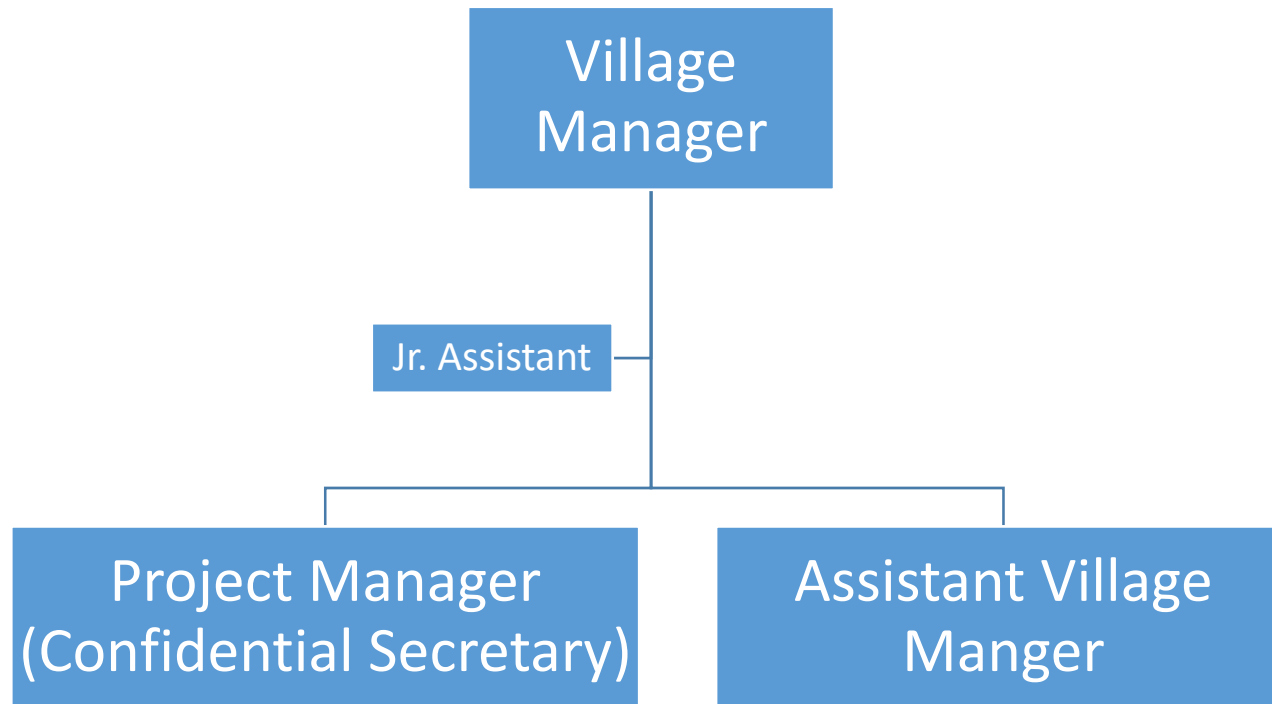 Village
Manager
Jr. Assistant
Project Manager
(Confidential Secretary)
Assistant Village
Manger